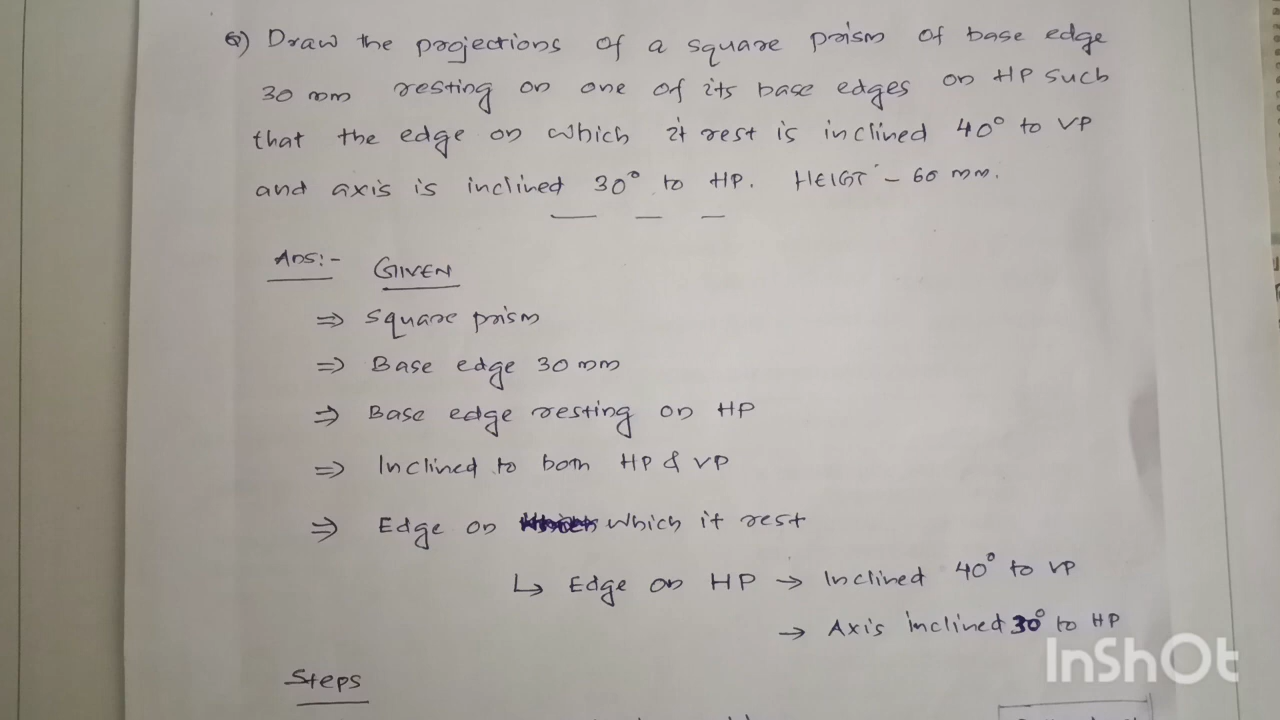 Q) Draw the projections of a square prism of base edge
30 mm resting on one of its base edges on HP such
that the edge on which it rest is inclined 40° to VP
and axis is inclined 30° to HP. HEIGT - 60 mm.
Ans:- GIVEN
⇒ Square prism
⇒ Base edge 30 mm
⇒ Base edge resting on HP
⇒ Inclined to both HP & VP
⇒ Edge on which it rest
↳ Edge on HP → Inclined 40° to VP
→ Axis inclined 30° to HP
InShOt
Steps